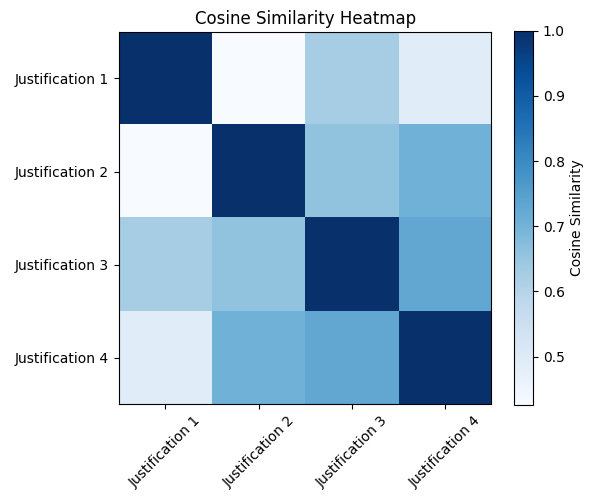 Cosine Similarity Heatmap
Justification 1
Justification 2
Justification 3
Justification 4
Justification 1
Justification 2
Justification 3
Justification 4
1.0
0.9
0.8
0.7
0.6
0.5
Cosine Similarity